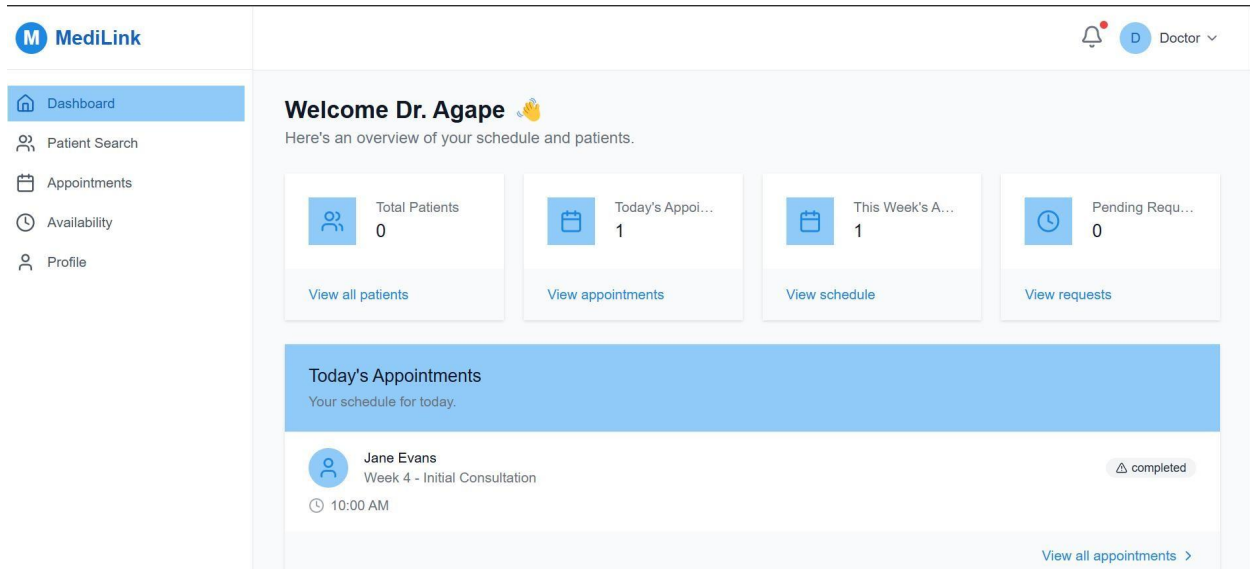 M MediLink
D Doctor
Dashboard
Patient Search
Appointments
Availability
Profile
Welcome Dr. Agape 👋
Here's an overview of your schedule and patients.
Total Patients
0
View all patients
Today's Appoi...
1
View appointments
This Week's A...
1
View schedule
Pending Requ...
0
View requests
Today's Appointments
Your schedule for today.
Jane Evans
Week 4 - Initial Consultation
completed
10:00 AM
View all appointments